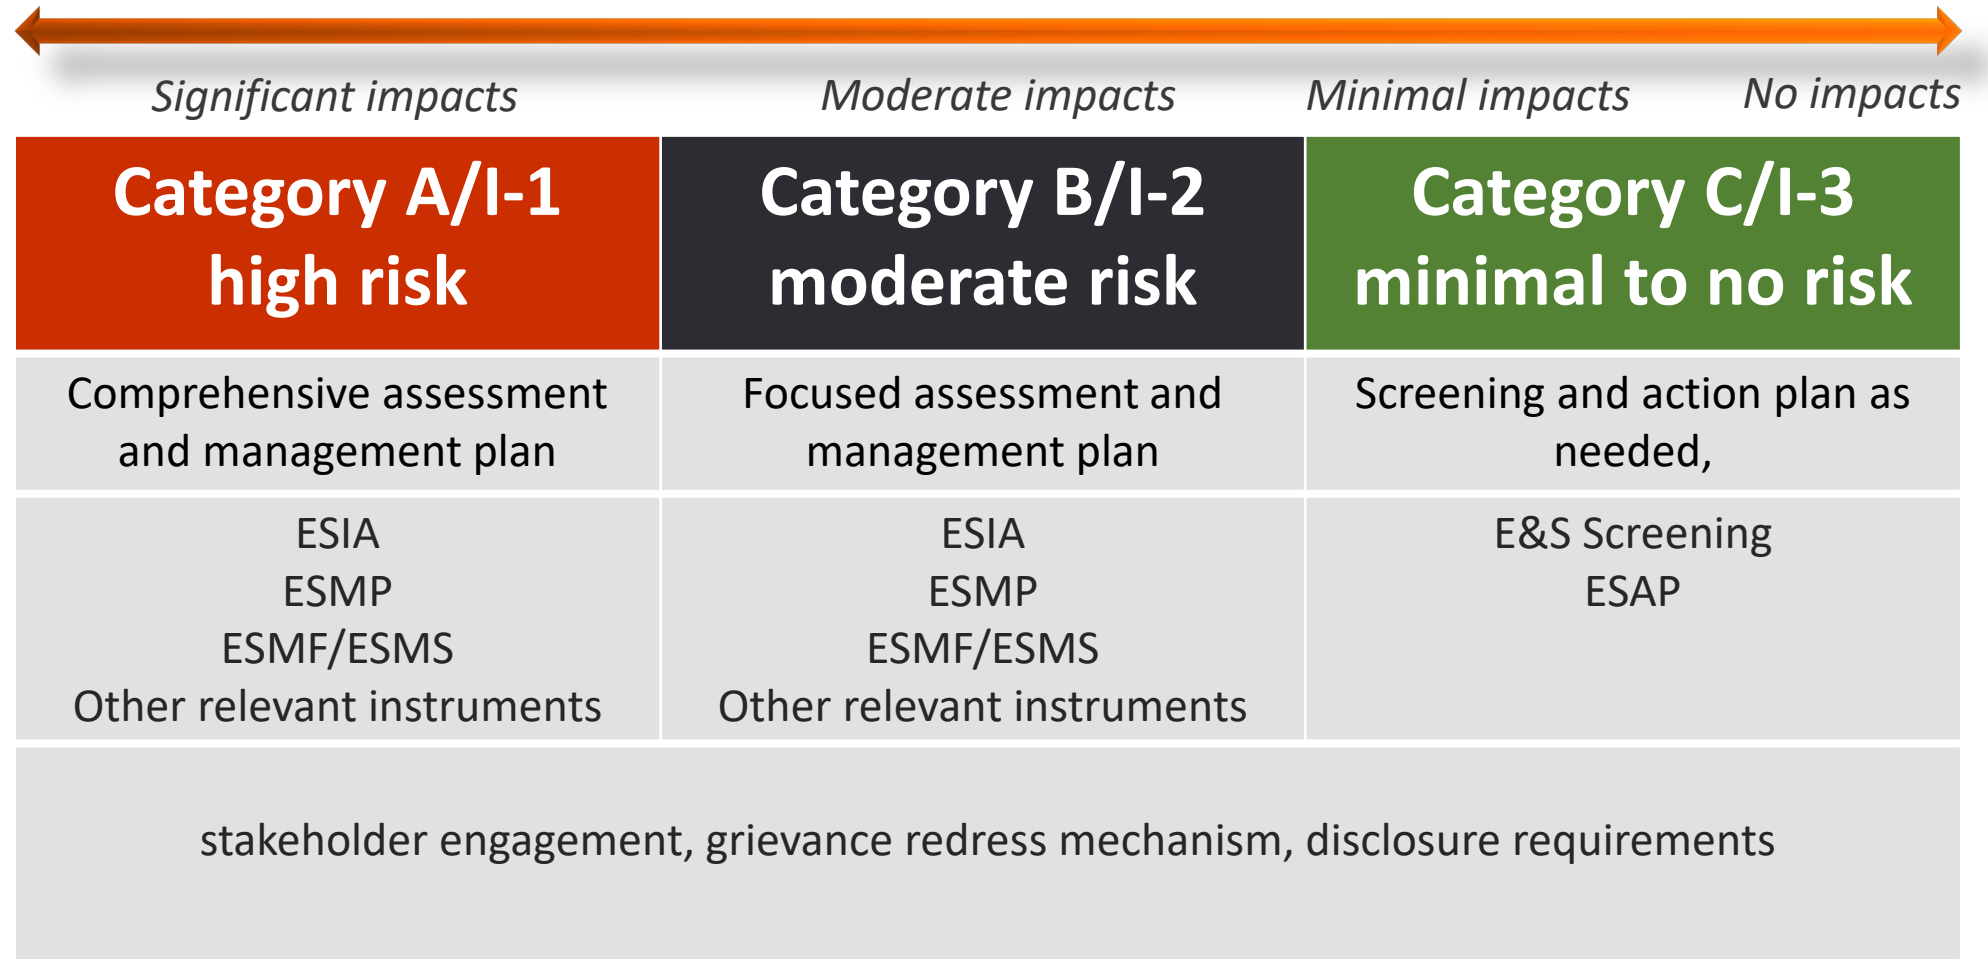 Significant impacts
Moderate impacts
Minimal impacts
No impacts
Category A/I-1
high risk
Category B/I-2
moderate risk
Category C/I-3
minimal to no risk
Comprehensive assessment
and management plan
Focused assessment and
management plan
Screening and action plan as
needed,
ESIA
ESMP
ESMF/ESMS
Other relevant instruments
ESIA
ESMP
ESMF/ESMS
Other relevant instruments
E&S Screening
ESAP
stakeholder engagement, grievance redress mechanism, disclosure requirements